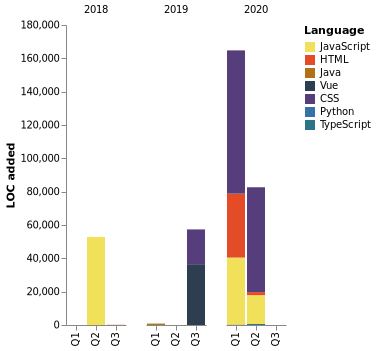 2018 2019 2020
LOC added
180,000
160,000
140,000
120,000
100,000
80,000
60,000
40,000
20,000
0
Q1 Q2 Q3 Q1 Q2 Q3 Q1 Q2 Q3
Language
JavaScript
HTML
Java
Vue
CSS
Python
TypeScript